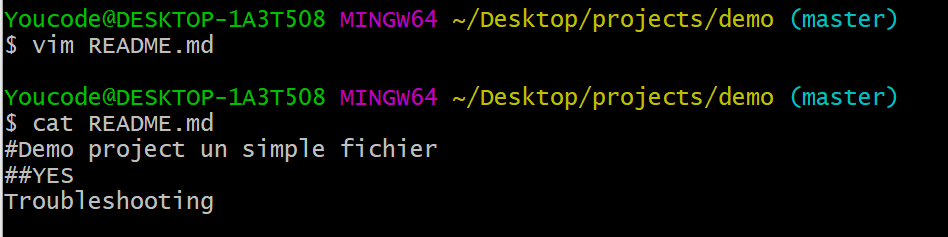 Youcode@DESKTOP-1A3T508 MINGW64 ~/Desktop/projects/demo (master)
$ vim README.md
Youcode@DESKTOP-1A3T508 MINGW64 ~/Desktop/projects/demo (master)
$ cat README.md
#Demo project un simple fichier
##YES
Troubleshooting